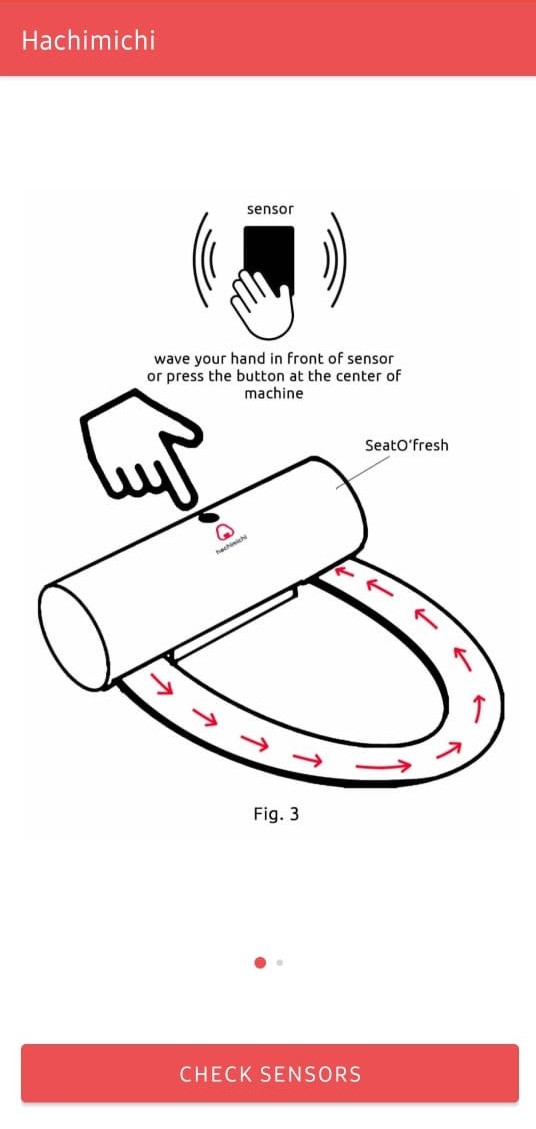 Hachimichi
sensor
wave your hand in front of sensor
or press the button at the center of
machine
SeatO'fresh
hachimichi
Fig. 3
CHECK SENSORS